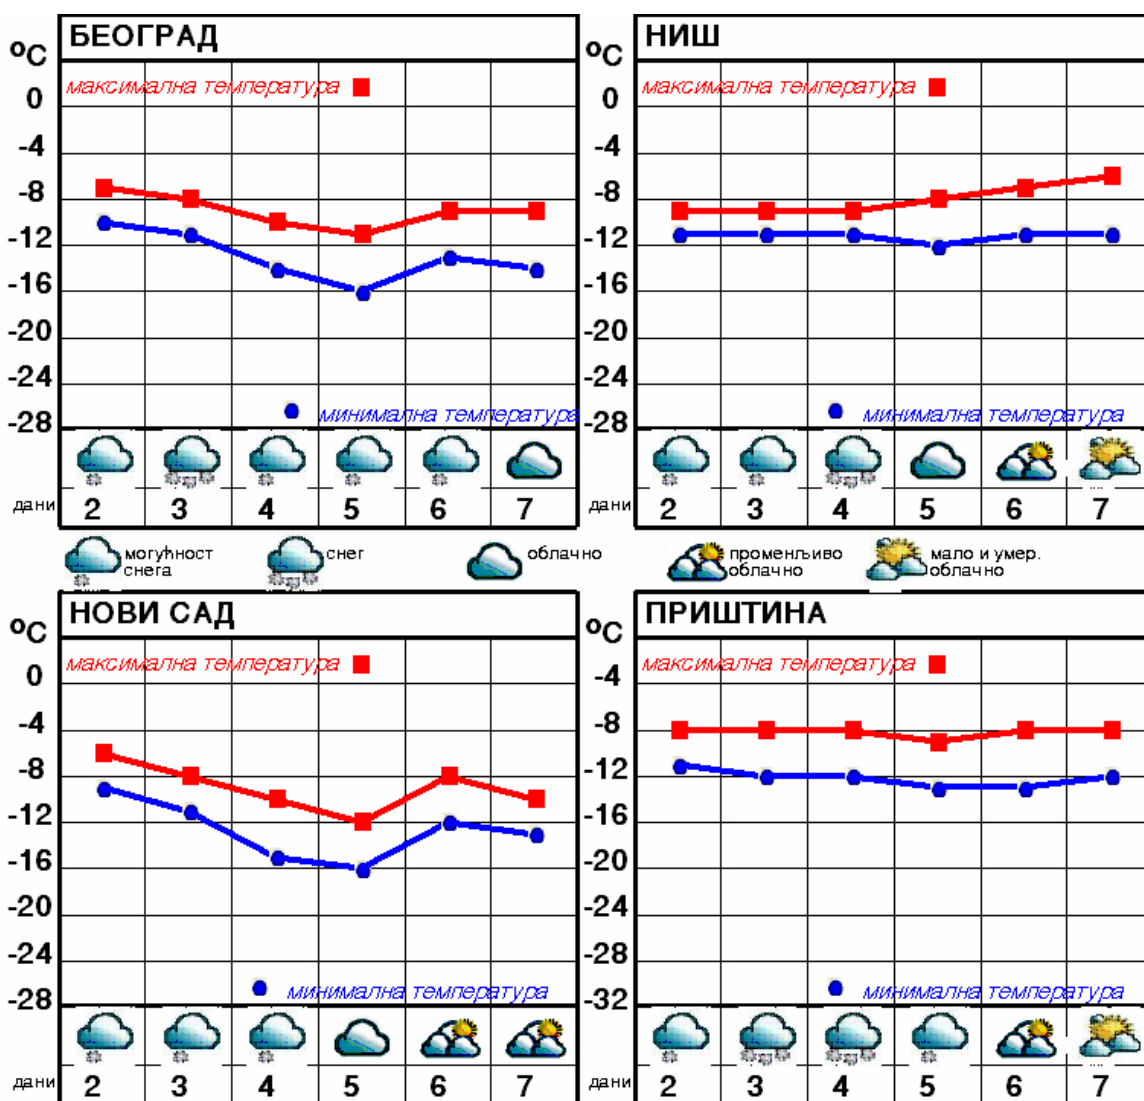 БЕОГРАД
°C
максимална температура
0
-4
-8
-12
-16
-20
-24
-28
минимална температура
дани 2 3 4 5 6 7
НИШ
°C
максимална температура
0
-4
-8
-12
-16
-20
-24
-28
минимална температура
дани 2 3 4 5 6 7
могућност
снега
снег
облачно
променљиво
облачно
мало и умер.
облачно
НОВИ САД
°C
максимална температура
0
-4
-8
-12
-16
-20
-24
-28
минимална температура
дани 2 3 4 5 6 7
ПРИШТИНА
°C
максимална температура
-4
-8
-12
-16
-20
-24
-28
-32
минимална температура
дани 2 3 4 5 6 7